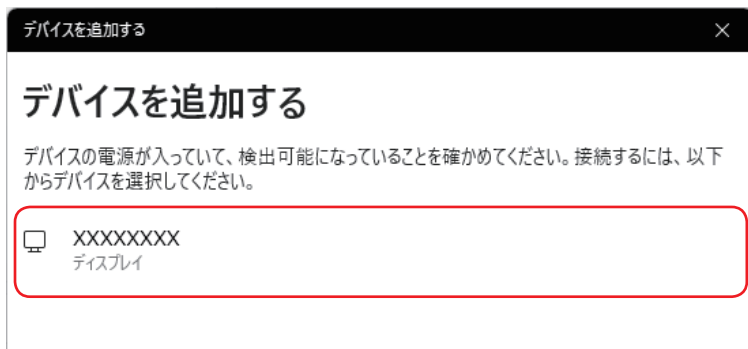 デバイスを追加する
デバイスを追加する
デバイスの電源が入っていて、検出可能になっていることを確かめてください。接続するには、以下
からデバイスを選択してください。
XXXXXXXX
ディスプレイ